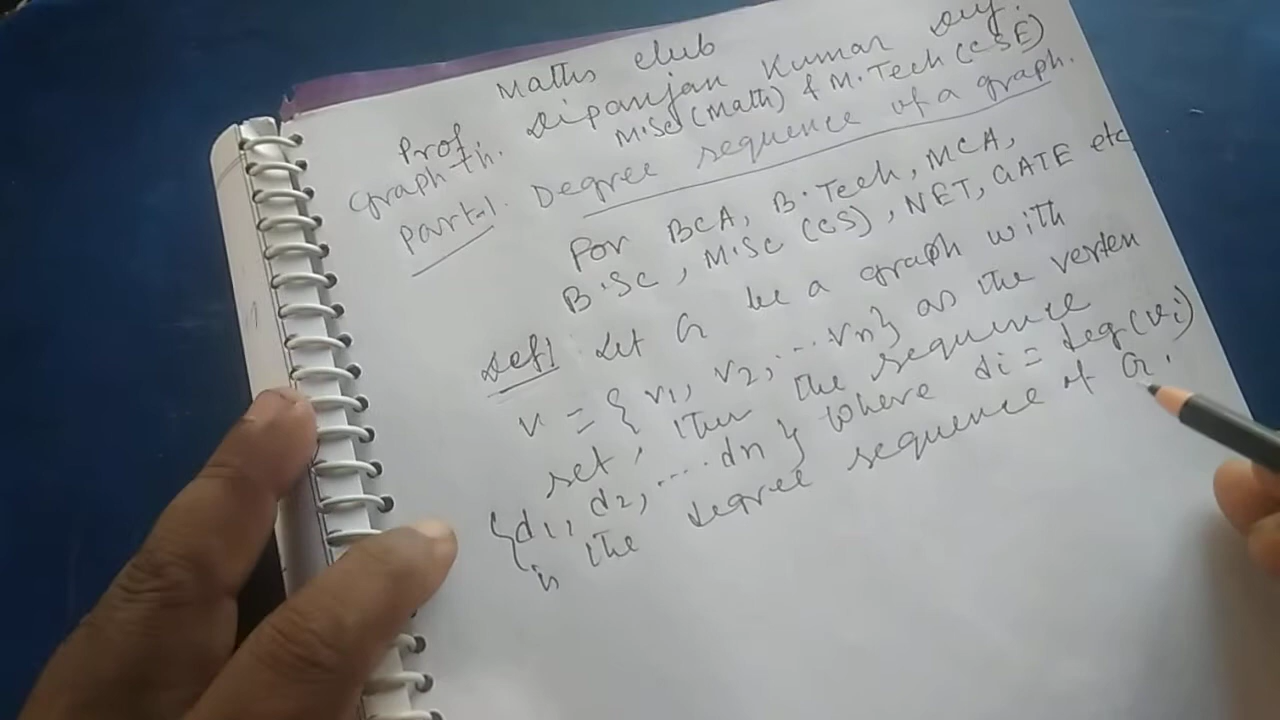 Maths club
Prof. Dipanjan Kumar Dey.
M.Sc (Math) & M.Tech (CSE)
Graph th.
Part-1. Degree sequence of a graph.
For BCA, B.Tech, MCA,
B.Sc, M.Sc (CS), NET, GATE etc
Def1 Let G be a graph with
V = { v1, v2, ... vn} as the vertex
set, then the sequence
{d1, d2, .... dn} where di = deg(vi)
is the degree sequence of G.